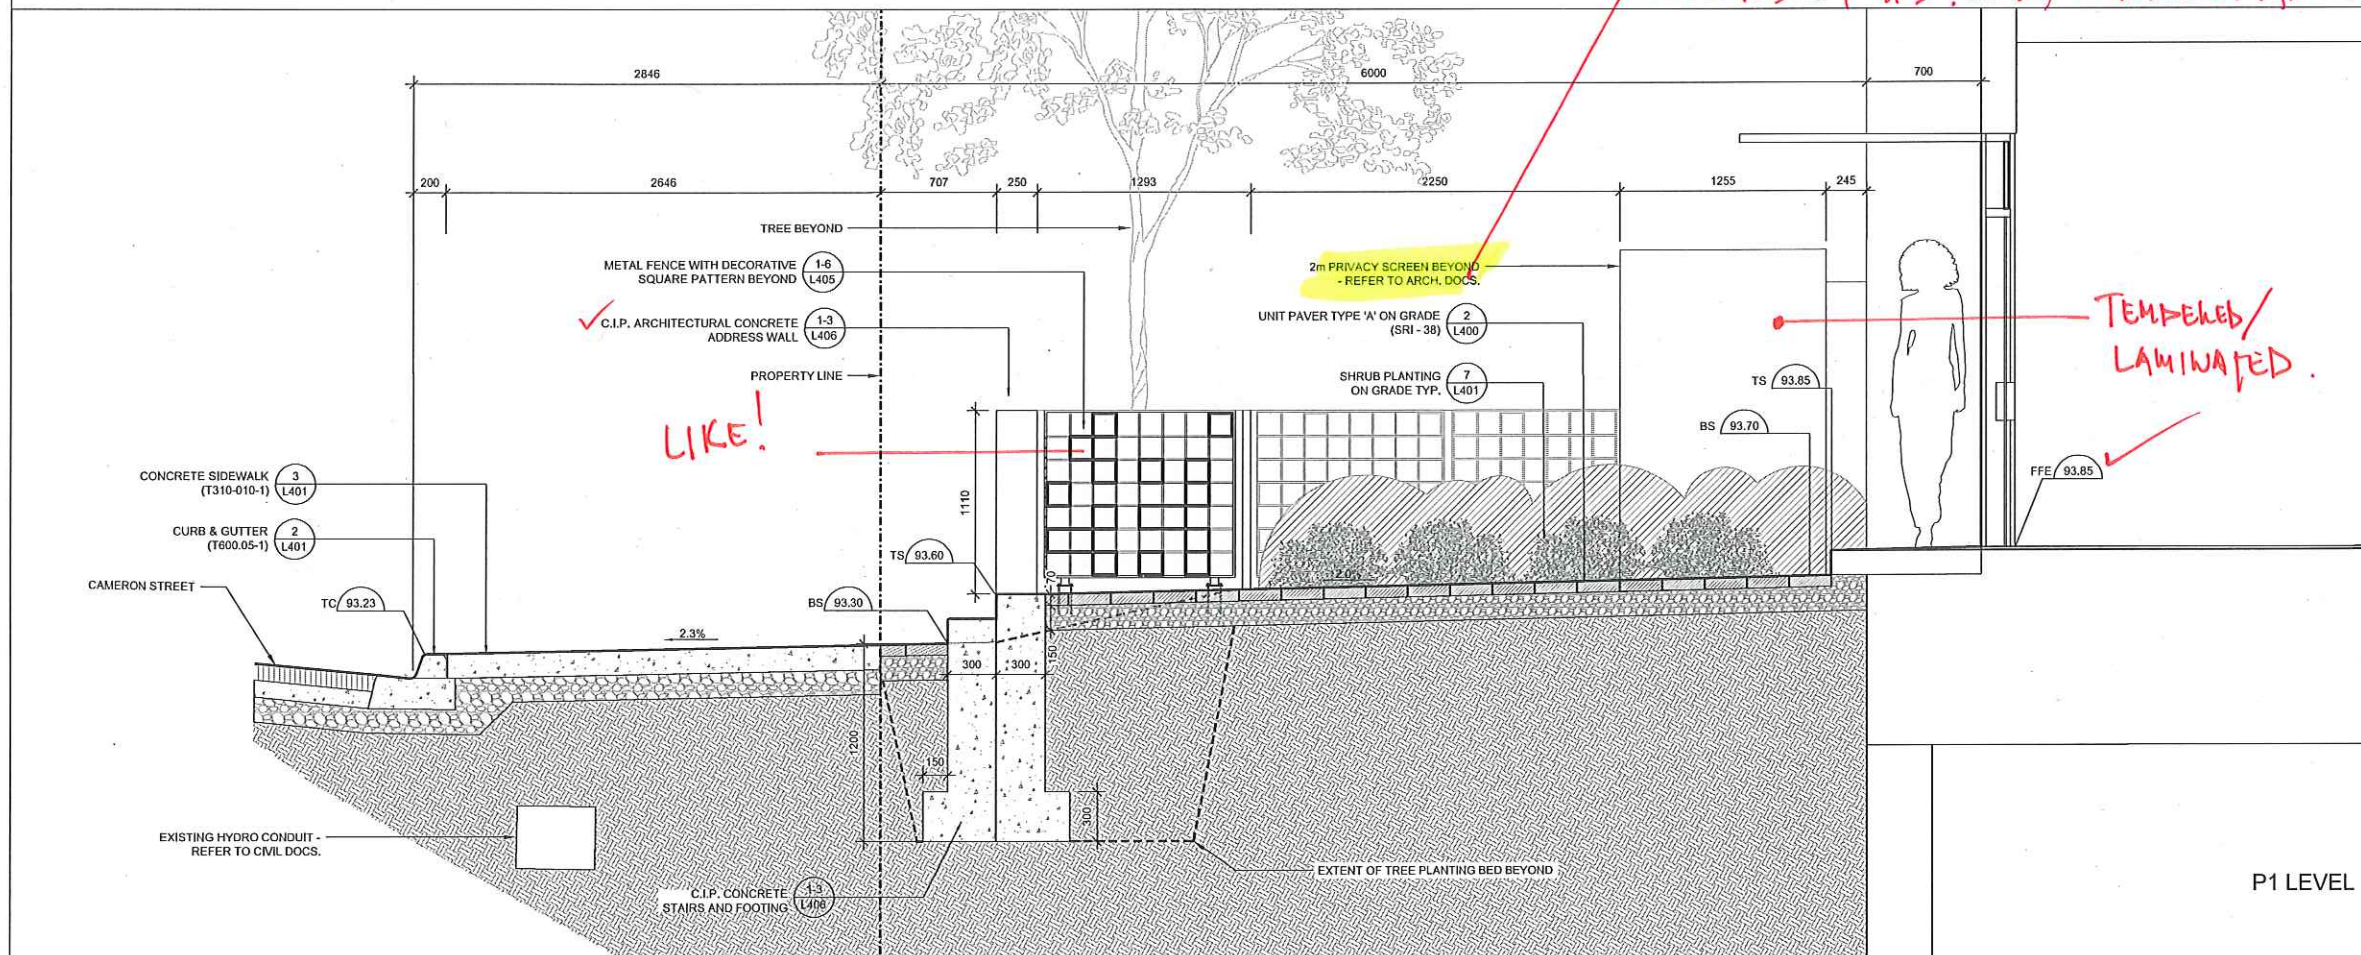 2846
6000
700
200
2646
707
250
1293
2250
1255
245
TREE BEYOND
METAL FENCE WITH DECORATIVE
SQUARE PATTERN BEYOND
1-6
L405
C.I.P. ARCHITECTURAL CONCRETE
ADDRESS WALL
1-3
L406
PROPERTY LINE
LIKE!
2m PRIVACY SCREEN BEYOND
- REFER TO ARCH. DOCS.
UNIT PAVER TYPE 'A' ON GRADE
(SRI - 38)
2
L400
SHRUB PLANTING
ON GRADE TYP.
7
L401
TS 93.85
BS 93.70
TEMPERED/
LAMINATED.
FFE 93.85
CONCRETE SIDEWALK
(T310-010-1)
3
L401
CURB & GUTTER
(T600.05-1)
2
L401
CAMERON STREET
TC 93.23
TS 93.60
BS 93.30
1110
70
2.3%
300
300
150
1200
150
300
EXISTING HYDRO CONDUIT -
REFER TO CIVIL DOCS.
C.I.P. CONCRETE
STAIRS AND FOOTING
1-3
L406
EXTENT OF TREE PLANTING BED BEYOND
P1 LEVEL